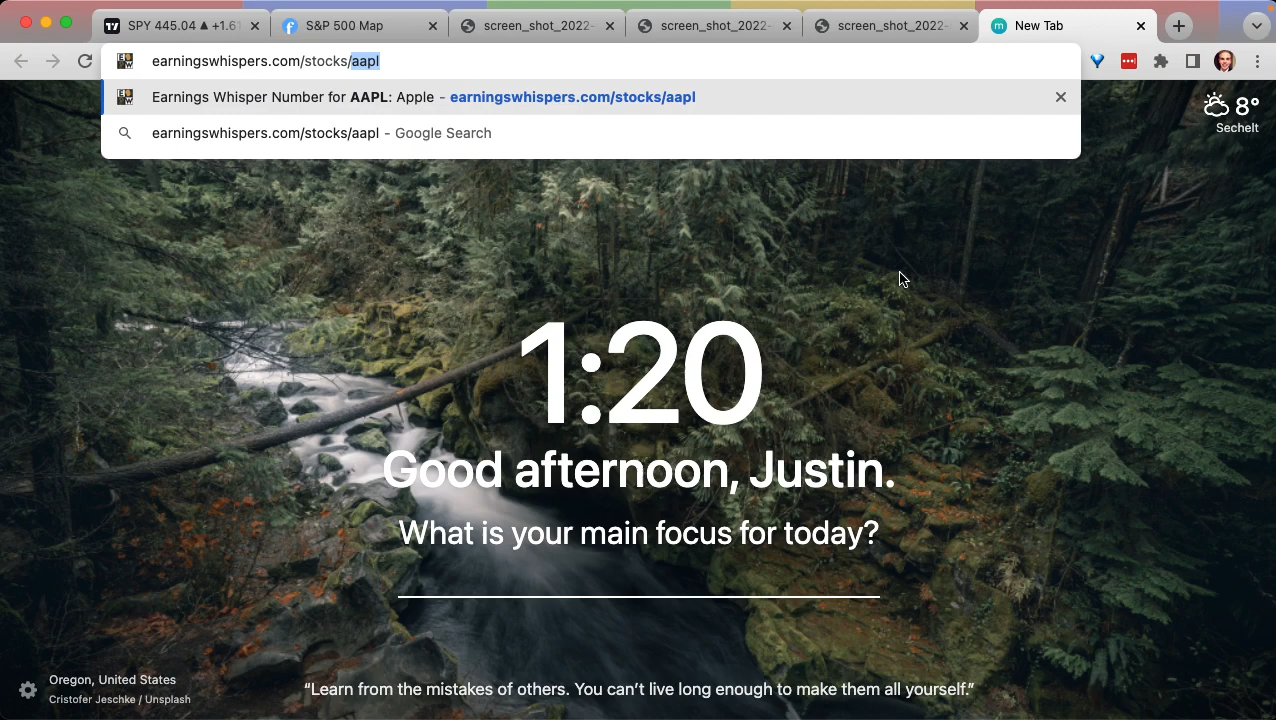 SPY 445.04 ▲ +1.61
S&P 500 Map
screen_shot_2022-
screen_shot_2022-
screen_shot_2022-
New Tab
earningswhispers.com/stocks/aapl
Earnings Whisper Number for AAPL: Apple - earningswhispers.com/stocks/aapl
earningswhispers.com/stocks/aapl - Google Search
8°
Sechelt
1:20
Good afternoon, Justin.
What is your main focus for today?
Oregon, United States
Cristofer Jeschke / Unsplash
“Learn from the mistakes of others. You can’t live long enough to make them all yourself.”